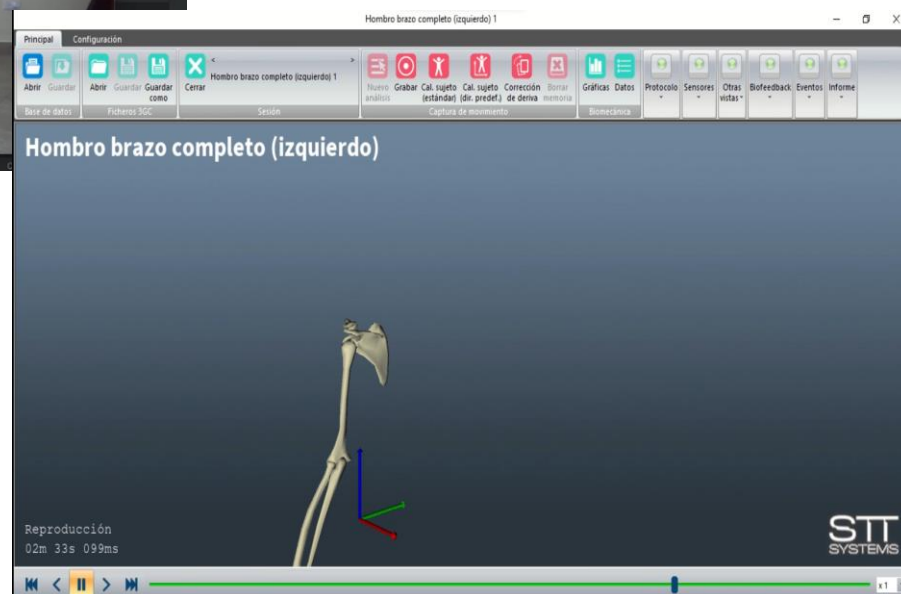 Hombro brazo completo (izquierdo) 1
Principal Configuración
Abrir Guardar
Base de datos
Abrir Guardar Guardar como
Ficheros 3GC
< >
Cerrar Hombro brazo completo (izquierdo) 1
Sesión
Nuevo análisis Grabar Cal. sujeto (estándar) Cal. sujeto (dir. predef.) Corrección de deriva Borrar memoria
Captura de movimiento
Gráficas Datos
Biomecánica
Protocolo Sensores Otras vistas Biofeedback Eventos Informe
Hombro brazo completo (izquierdo)
Reproducción
02m 33s 099ms
STT
SYSTEMS
x1